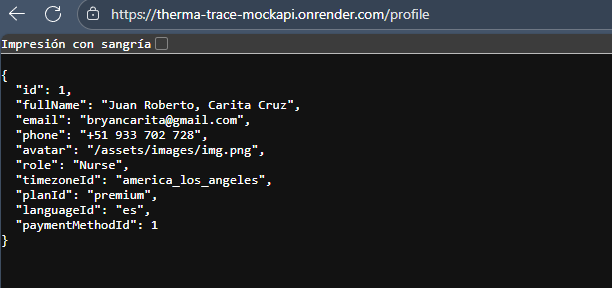 https://therma-trace-mockapi.onrender.com/profile
Impresión con sangría
{
  "id": 1,
  "fullName": "Juan Roberto, Carita Cruz",
  "email": "bryancarita@gmail.com",
  "phone": "+51 933 702 728",
  "avatar": "/assets/images/img.png",
  "role": "Nurse",
  "timezoneId": "america_los_angeles",
  "planId": "premium",
  "languageId": "es",
  "paymentMethodId": 1
}